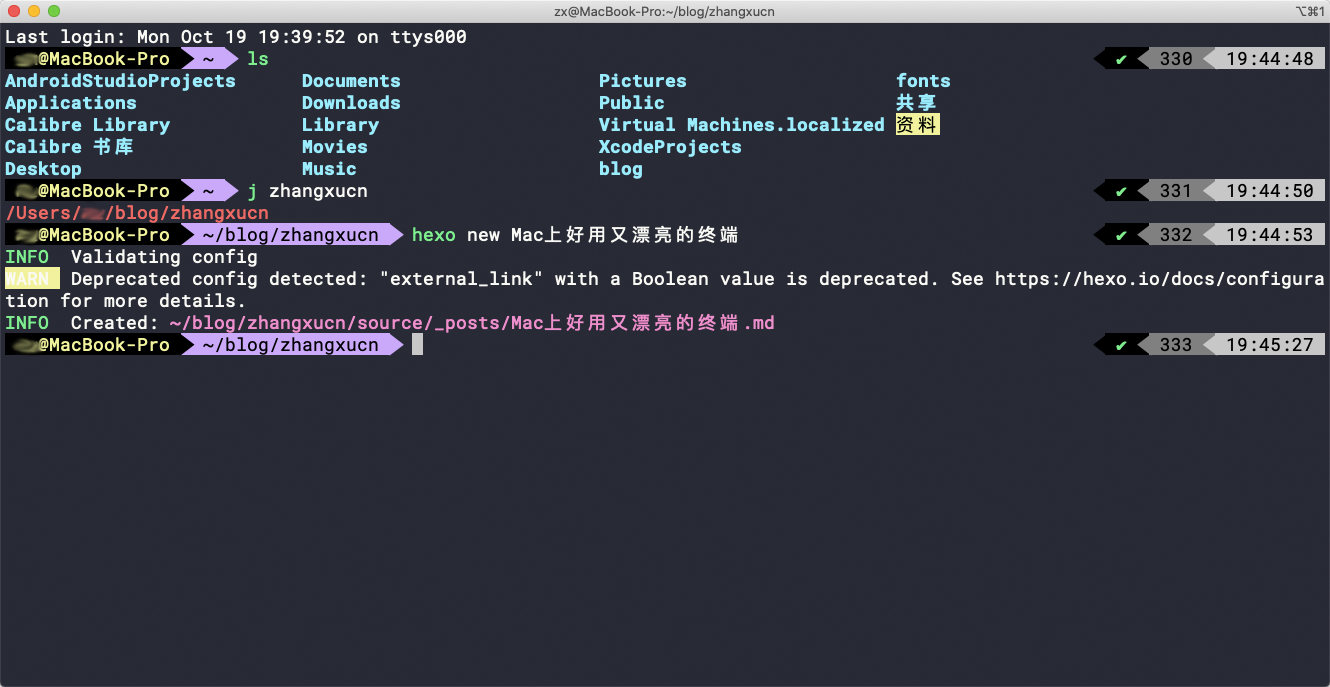 zx@MacBook-Pro:~/blog/zhangxucn ⌥⌘1
Last login: Mon Oct 19 19:39:52 on ttys000
@MacBook-Pro ~ ls ✔ 330 19:44:48
AndroidStudioProjects Documents Pictures fonts
Applications Downloads Public 共享
Calibre Library Library Virtual Machines.localized 资料
Calibre 书库 Movies XcodeProjects
Desktop Music blog
@MacBook-Pro ~ j zhangxucn ✔ 331 19:44:50
/Users/ /blog/zhangxucn
@MacBook-Pro ~/blog/zhangxucn hexo new Mac上好用又漂亮的终端 ✔ 332 19:44:53
INFO Validating config
WARN Deprecated config detected: "external_link" with a Boolean value is deprecated. See https://hexo.io/docs/configura
tion for more details.
INFO Created: ~/blog/zhangxucn/source/_posts/Mac上好用又漂亮的终端.md
@MacBook-Pro ~/blog/zhangxucn ✔ 333 19:45:27